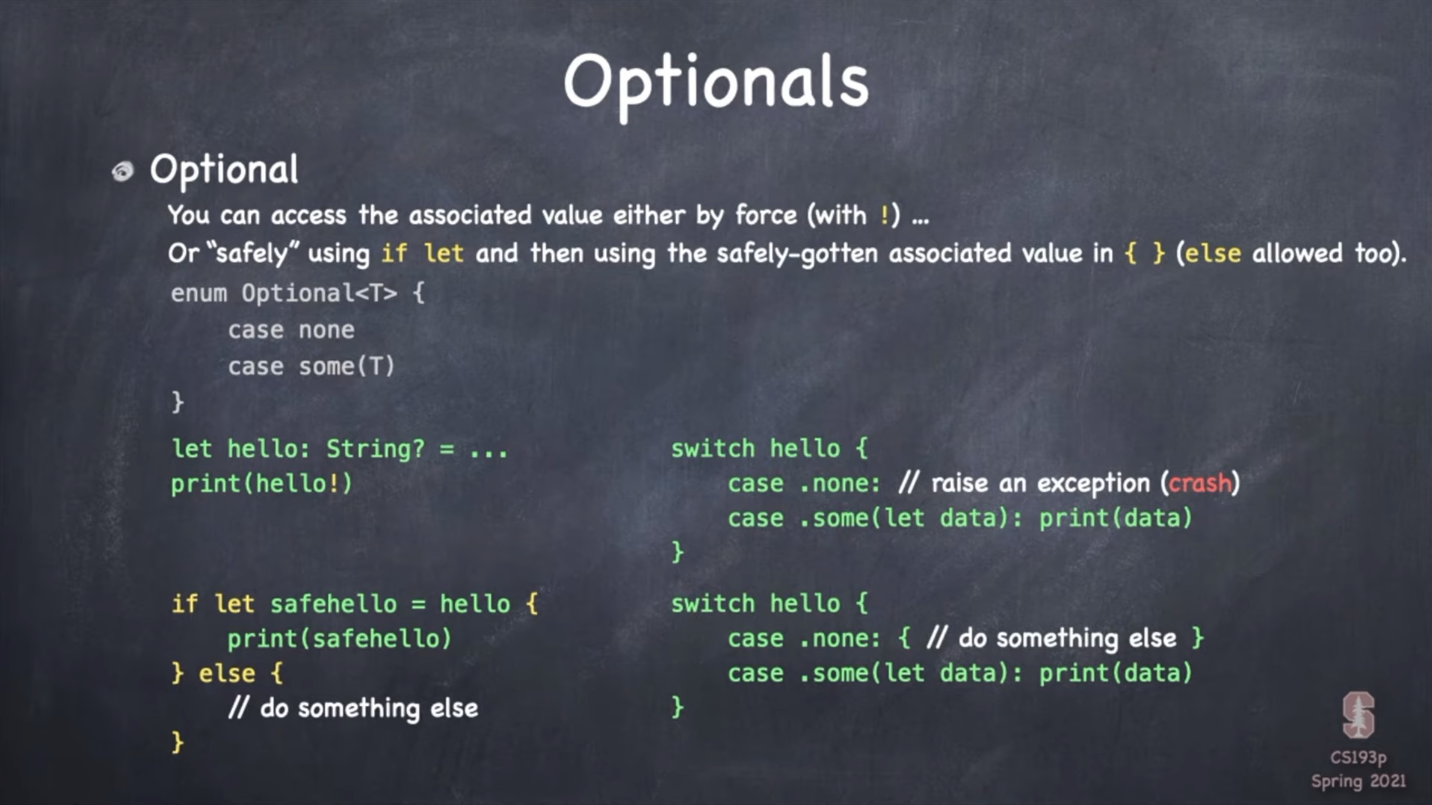 Optionals
Optional
You can access the associated value either by force (with !) ...
Or “safely” using if let and then using the safely-gotten associated value in { } (else allowed too).
enum Optional<T> {
    case none
    case some(T)
}
let hello: String? = ...
print(hello!)
switch hello {
    case .none: // raise an exception (crash)
    case .some(let data): print(data)
}
if let safehello = hello {
    print(safehello)
} else {
    // do something else
}
switch hello {
    case .none: { // do something else }
    case .some(let data): print(data)
}
S
CS193p
Spring 2021